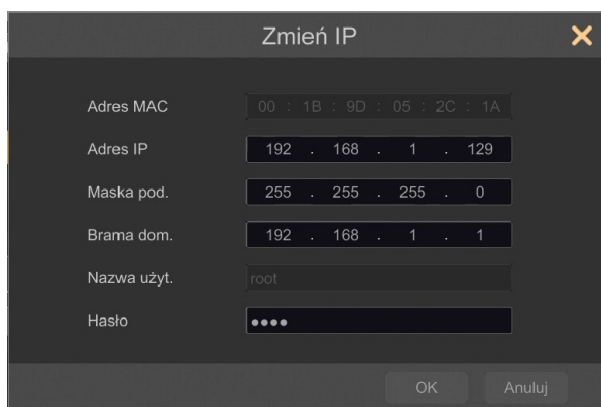 Zmień IP
Adres MAC 00 : 1B : 9D : 05 : 2C : 1A
Adres IP 192 . 168 . 1 . 129
Maska pod. 255 . 255 . 255 . 0
Brama dom. 192 . 168 . 1 . 1
Nazwa użyt. root
Hasło ●●●●
OK Anuluj